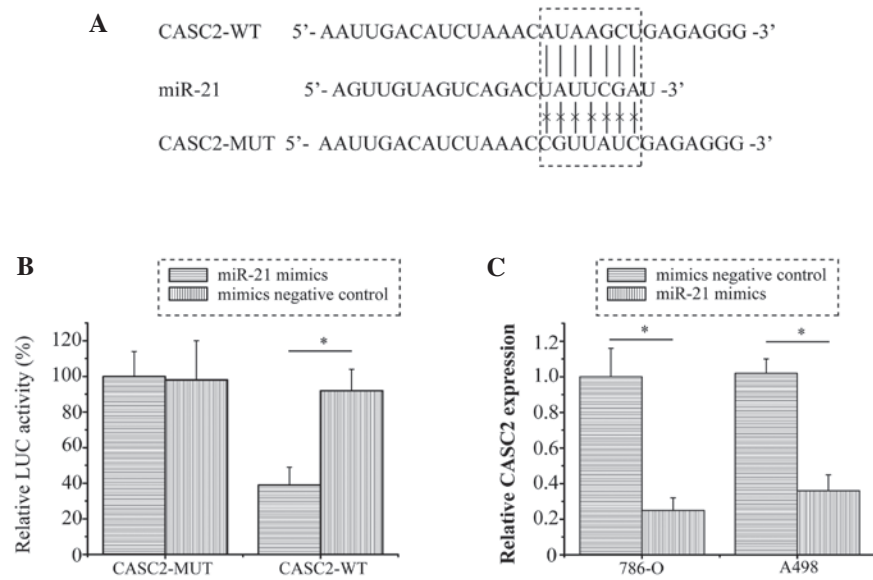 A
CASC2-WT 5’- AAUUGACAUCUAAACAUAAGCUGAGAGGG -3’
miR-21 5’- AGUUGUAGUCAGACUAUUCGAU -3’
CASC2-MUT 5’- AAUUGACAUCUAAACCGUUAUCGAGAGGG -3’
B
miR-21 mimics
mimics negative control
Relative LUC activity (%)
120
100
80
60
40
20
0
*
CASC2-MUT CASC2-WT
C
mimics negative control
miR-21 mimics
Relative CASC2 expression
1.2
1.0
0.8
0.6
0.4
0.2
0
* *
786-O A498